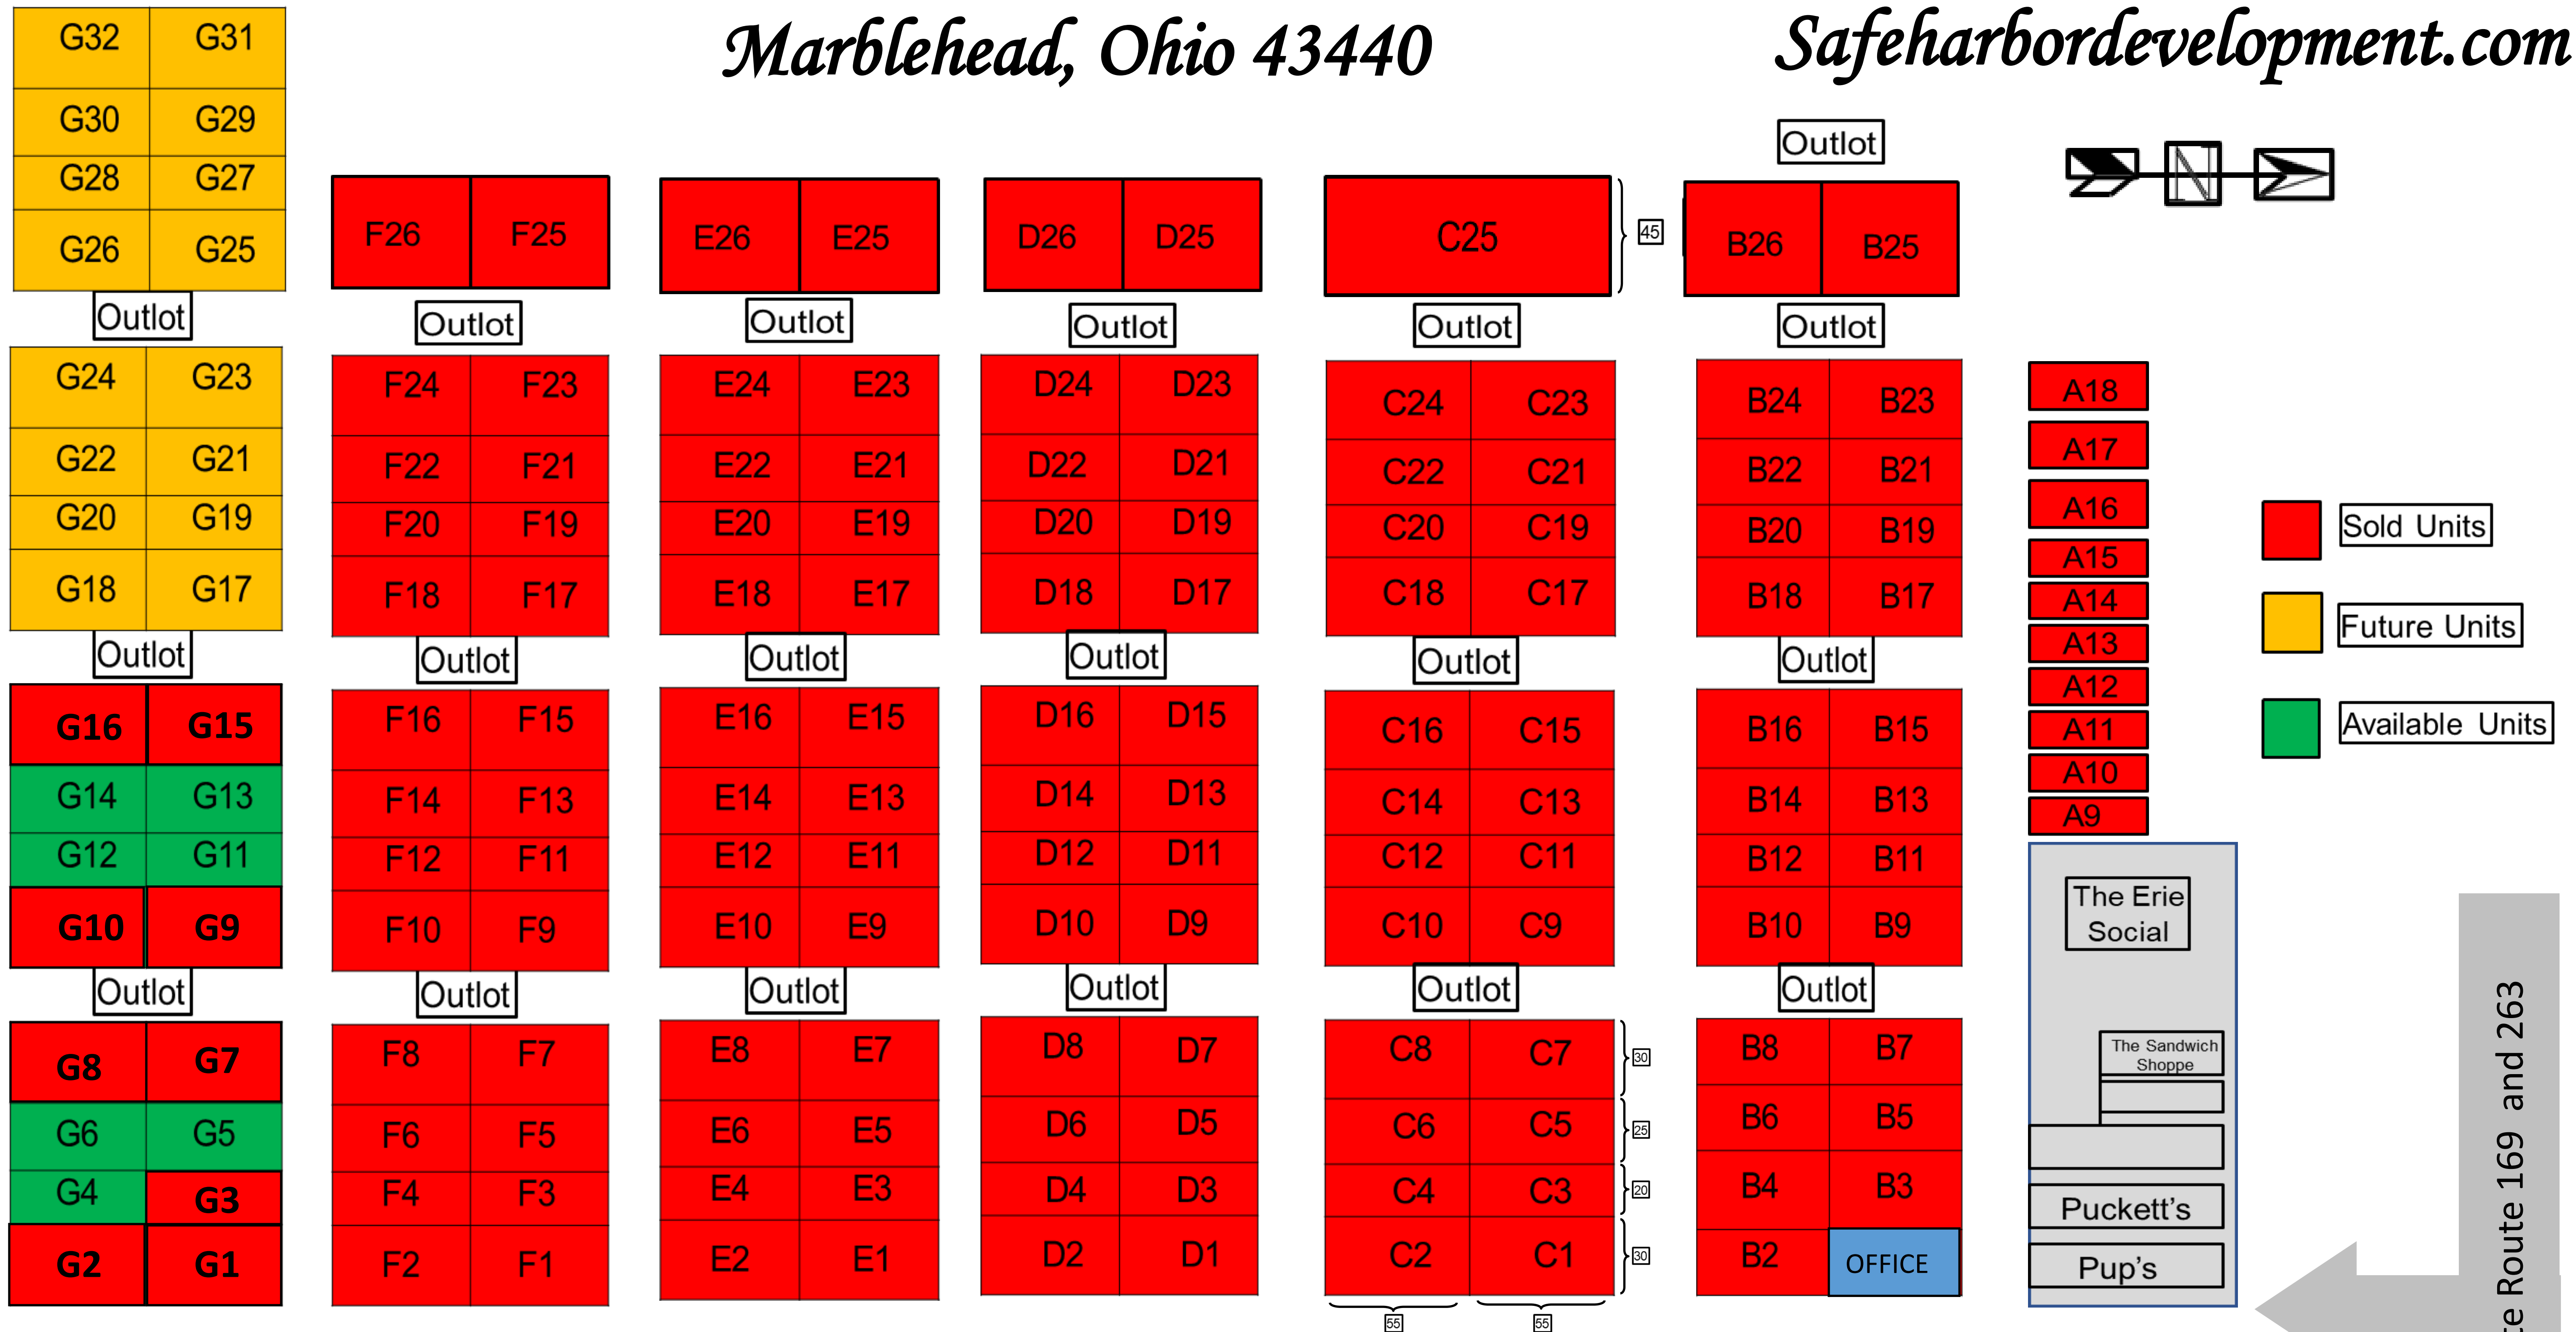 Marblehead, Ohio 43440
Safeharbordevelopment.com
G32 G31
G30 G29
G28 G27
G26 G25
Outlot
G24 G23
G22 G21
G20 G19
G18 G17
Outlot
G16 G15
G14 G13
G12 G11
G10 G9
Outlot
G8 G7
G6 G5
G4 G3
G2 G1
F26 F25
Outlot
F24 F23
F22 F21
F20 F19
F18 F17
Outlot
F16 F15
F14 F13
F12 F11
F10 F9
Outlot
F8 F7
F6 F5
F4 F3
F2 F1
E26 E25
Outlot
E24 E23
E22 E21
E20 E19
E18 E17
Outlot
E16 E15
E14 E13
E12 E11
E10 E9
Outlot
E8 E7
E6 E5
E4 E3
E2 E1
D26 D25
Outlot
D24 D23
D22 D21
D20 D19
D18 D17
Outlot
D16 D15
D14 D13
D12 D11
D10 D9
Outlot
D8 D7
D6 D5
D4 D3
D2 D1
C25
45
Outlot
C24 C23
C22 C21
C20 C19
C18 C17
Outlot
C16 C15
C14 C13
C12 C11
C10 C9
Outlot
C8 C7
30
C6 C5
25
C4 C3
20
C2 C1
30
55 55
Outlot
B26 B25
Outlot
B24 B23
B22 B21
B20 B19
B18 B17
Outlot
B16 B15
B14 B13
B12 B11
B10 B9
Outlot
B8 B7
B6 B5
B4 B3
B2 OFFICE
N
A18
A17
A16
A15
A14
A13
A12
A11
A10
A9
The Erie
Social
The Sandwich
Shoppe
Puckett's
Pup's
Sold Units
Future Units
Available Units
Route 169 and 263